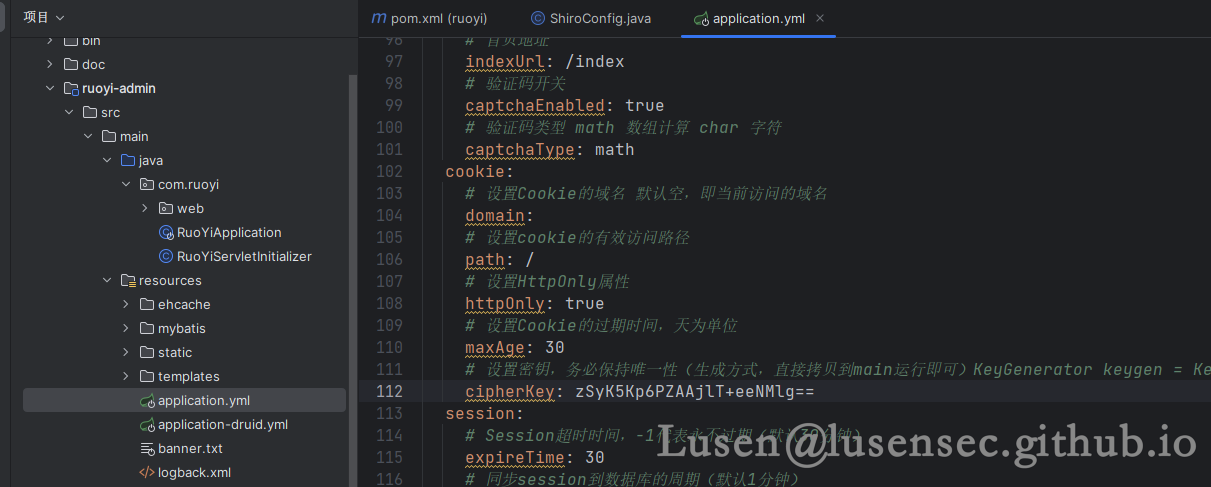 项目
pom.xml (ruoyi)
ShiroConfig.java
application.yml
bin
doc
ruoyi-admin
src
main
java
com.ruoyi
web
RuoYiApplication
RuoYiServletInitializer
resources
ehcache
mybatis
static
templates
application.yml
application-druid.yml
banner.txt
logback.xml
96 # 首页地址
97 indexUrl: /index
98 # 验证码开关
99 captchaEnabled: true
100 # 验证码类型 math 数组计算 char 字符
101 captchaType: math
102 cookie:
103 # 设置Cookie的域名 默认空，即当前访问的域名
104 domain:
105 # 设置cookie的有效访问路径
106 path: /
107 # 设置HttpOnly属性
108 httpOnly: true
109 # 设置Cookie的过期时间，天为单位
110 maxAge: 30
111 # 设置密钥，务必保持唯一性（生成方式，直接拷贝到main运行即可）KeyGenerator keygen = Ke
112 cipherKey: zSyK5Kp6PZAAjlT+eeNMlg==
113 session:
114 # Session超时时间，-1代表永不过期（默认30分钟）
115 expireTime: 30
116 # 同步session到数据库的周期（默认1分钟）
Lusen@lusensec.github.io